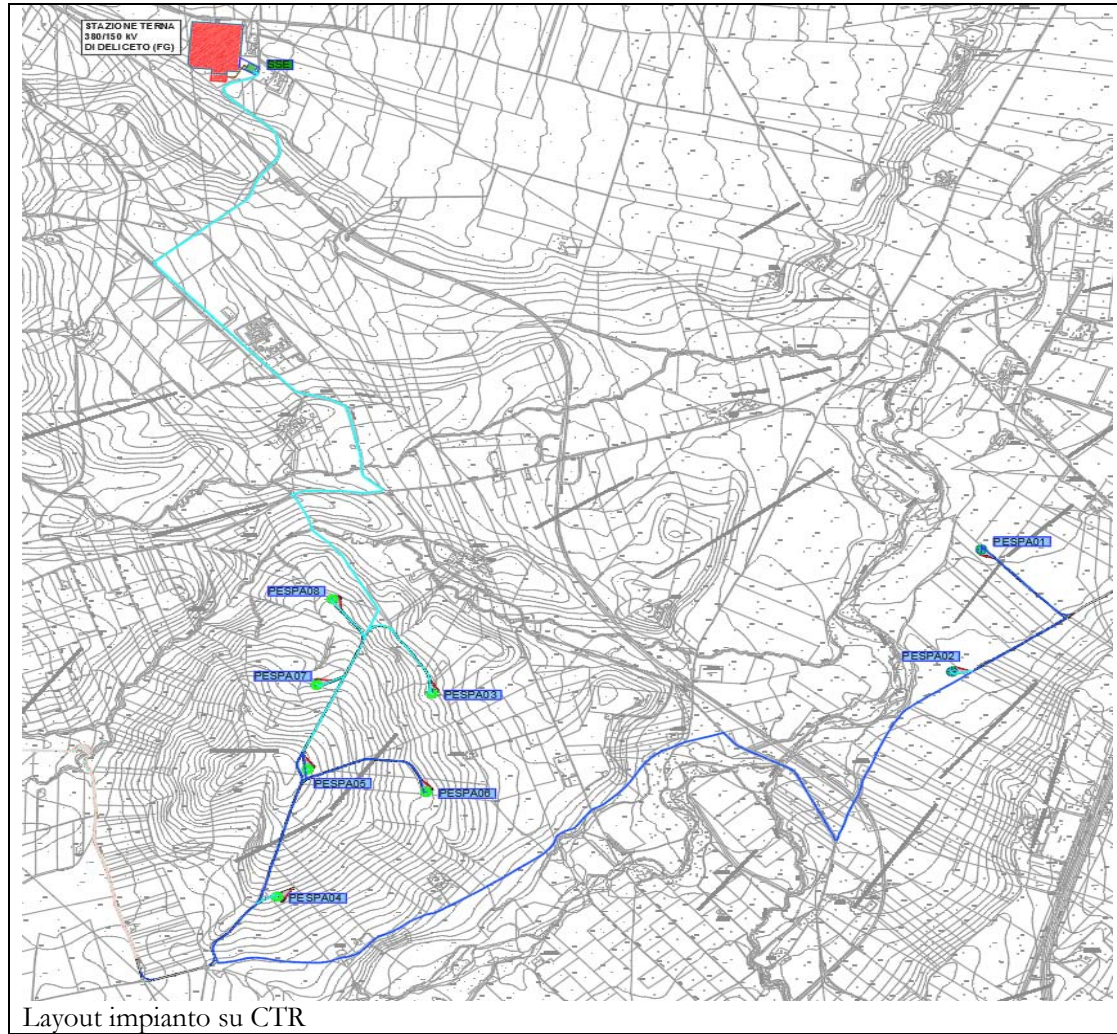 STAZIONE TERNA
380/150 kV
DI DELICETO (FG)
SSE
PESPA01
PESPA02
PESPA08
PESPA07
PESPA03
PESPA05
PESPA06
PESPA04
Layout impianto su CTR